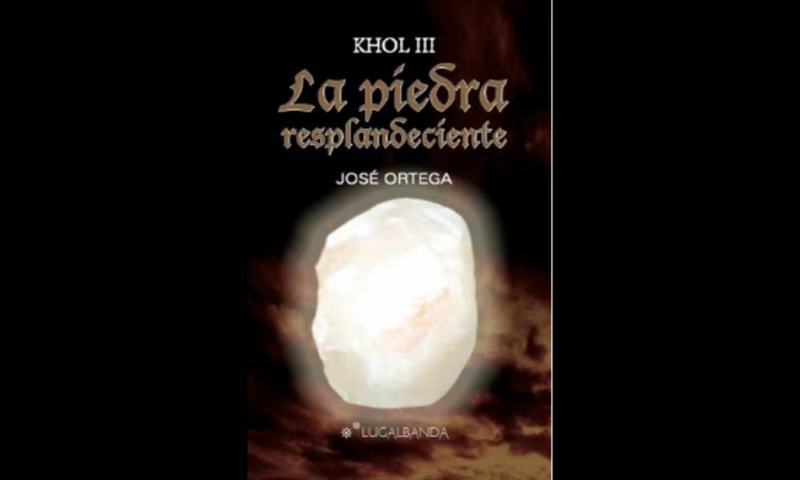 KHOL III
La piedra
resplandeciente
JOSÉ ORTEGA
LUGALBANDA